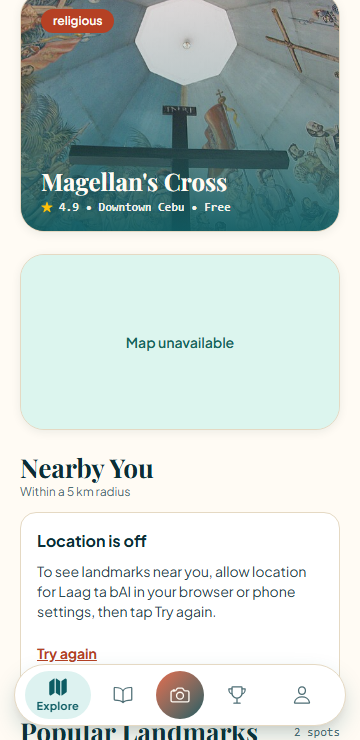 religious
INRI
Magellan's Cross
★ 4.9 • Downtown Cebu • Free
Map unavailable
Nearby You
Within a 5 km radius
Location is off
To see landmarks near you, allow location
for Laag ta bAI in your browser or phone
settings, then tap Try again.
Try again
Explore
Popular Landmarks
2 spots